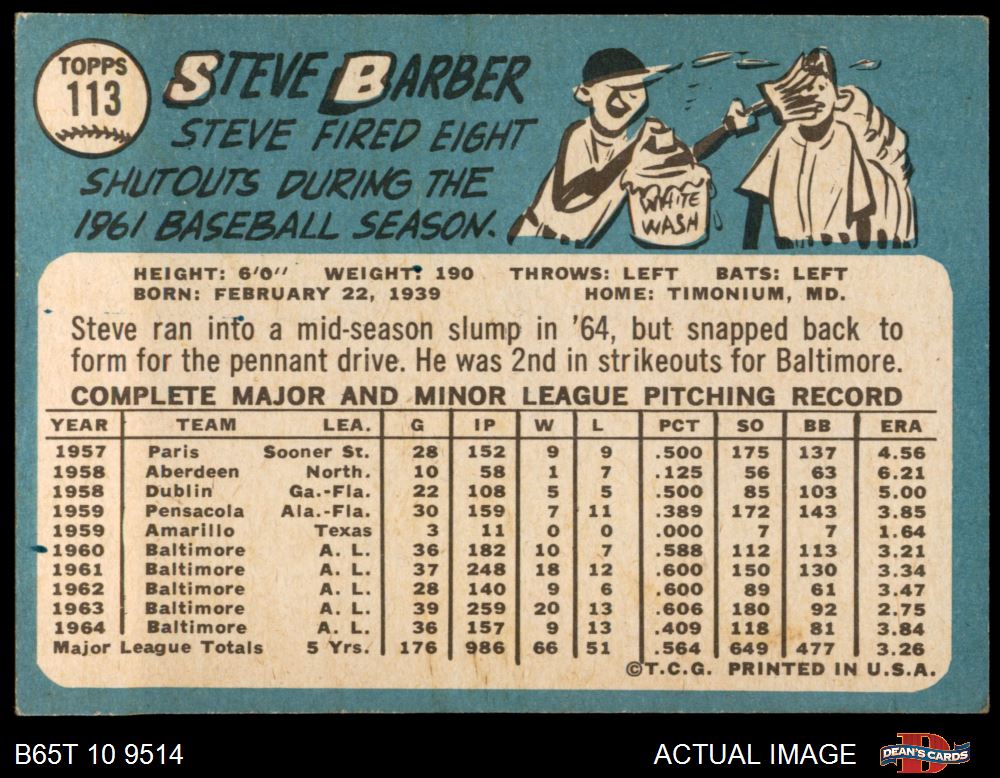 TOPPS
113
STEVE BARBER
STEVE FIRED EIGHT
SHUTOUTS DURING THE
1961 BASEBALL SEASON.
WHITE
WASH
HEIGHT: 6'0" WEIGHT: 190 THROWS: LEFT BATS: LEFT
BORN: FEBRUARY 22, 1939 HOME: TIMONIUM, MD.
Steve ran into a mid-season slump in '64, but snapped back to
form for the pennant drive. He was 2nd in strikeouts for Baltimore.
COMPLETE MAJOR AND MINOR LEAGUE PITCHING RECORD
YEAR TEAM LEA. G IP W L PCT SO BB ERA
1957 Paris Sooner St. 28 152 9 9 .500 175 137 4.56
1958 Aberdeen North. 10 58 1 7 .125 56 63 6.21
1958 Dublin Ga.-Fla. 22 108 5 5 .500 85 103 5.00
1959 Pensacola Ala.-Fla. 30 159 7 11 .389 172 143 3.85
1959 Amarillo Texas 3 11 0 0 .000 7 7 1.64
1960 Baltimore A. L. 36 182 10 7 .588 112 113 3.21
1961 Baltimore A. L. 37 248 18 12 .600 150 130 3.34
1962 Baltimore A. L. 28 140 9 6 .600 89 61 3.47
1963 Baltimore A. L. 39 259 20 13 .606 180 92 2.75
1964 Baltimore A. L. 36 157 9 13 .409 118 81 3.84
Major League Totals 5 Yrs. 176 986 66 51 .564 649 477 3.26
©T.C.G. PRINTED IN U.S.A.
B65T 10 9514 ACTUAL IMAGE DEAN'S CARDS